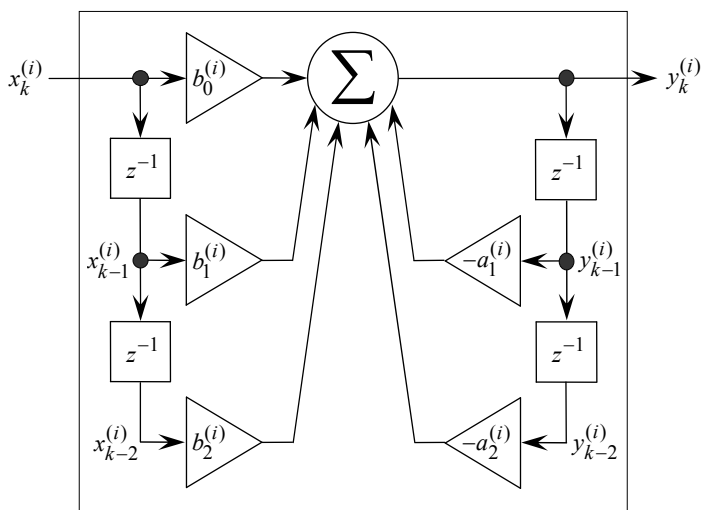 x_k^{(i)} b_0^{(i)} Σ y_k^{(i)}
z^{−1} z^{−1}
x_{k−1}^{(i)} b_1^{(i)} −a_1^{(i)} y_{k−1}^{(i)}
z^{−1} z^{−1}
x_{k−2}^{(i)} b_2^{(i)} −a_2^{(i)} y_{k−2}^{(i)}